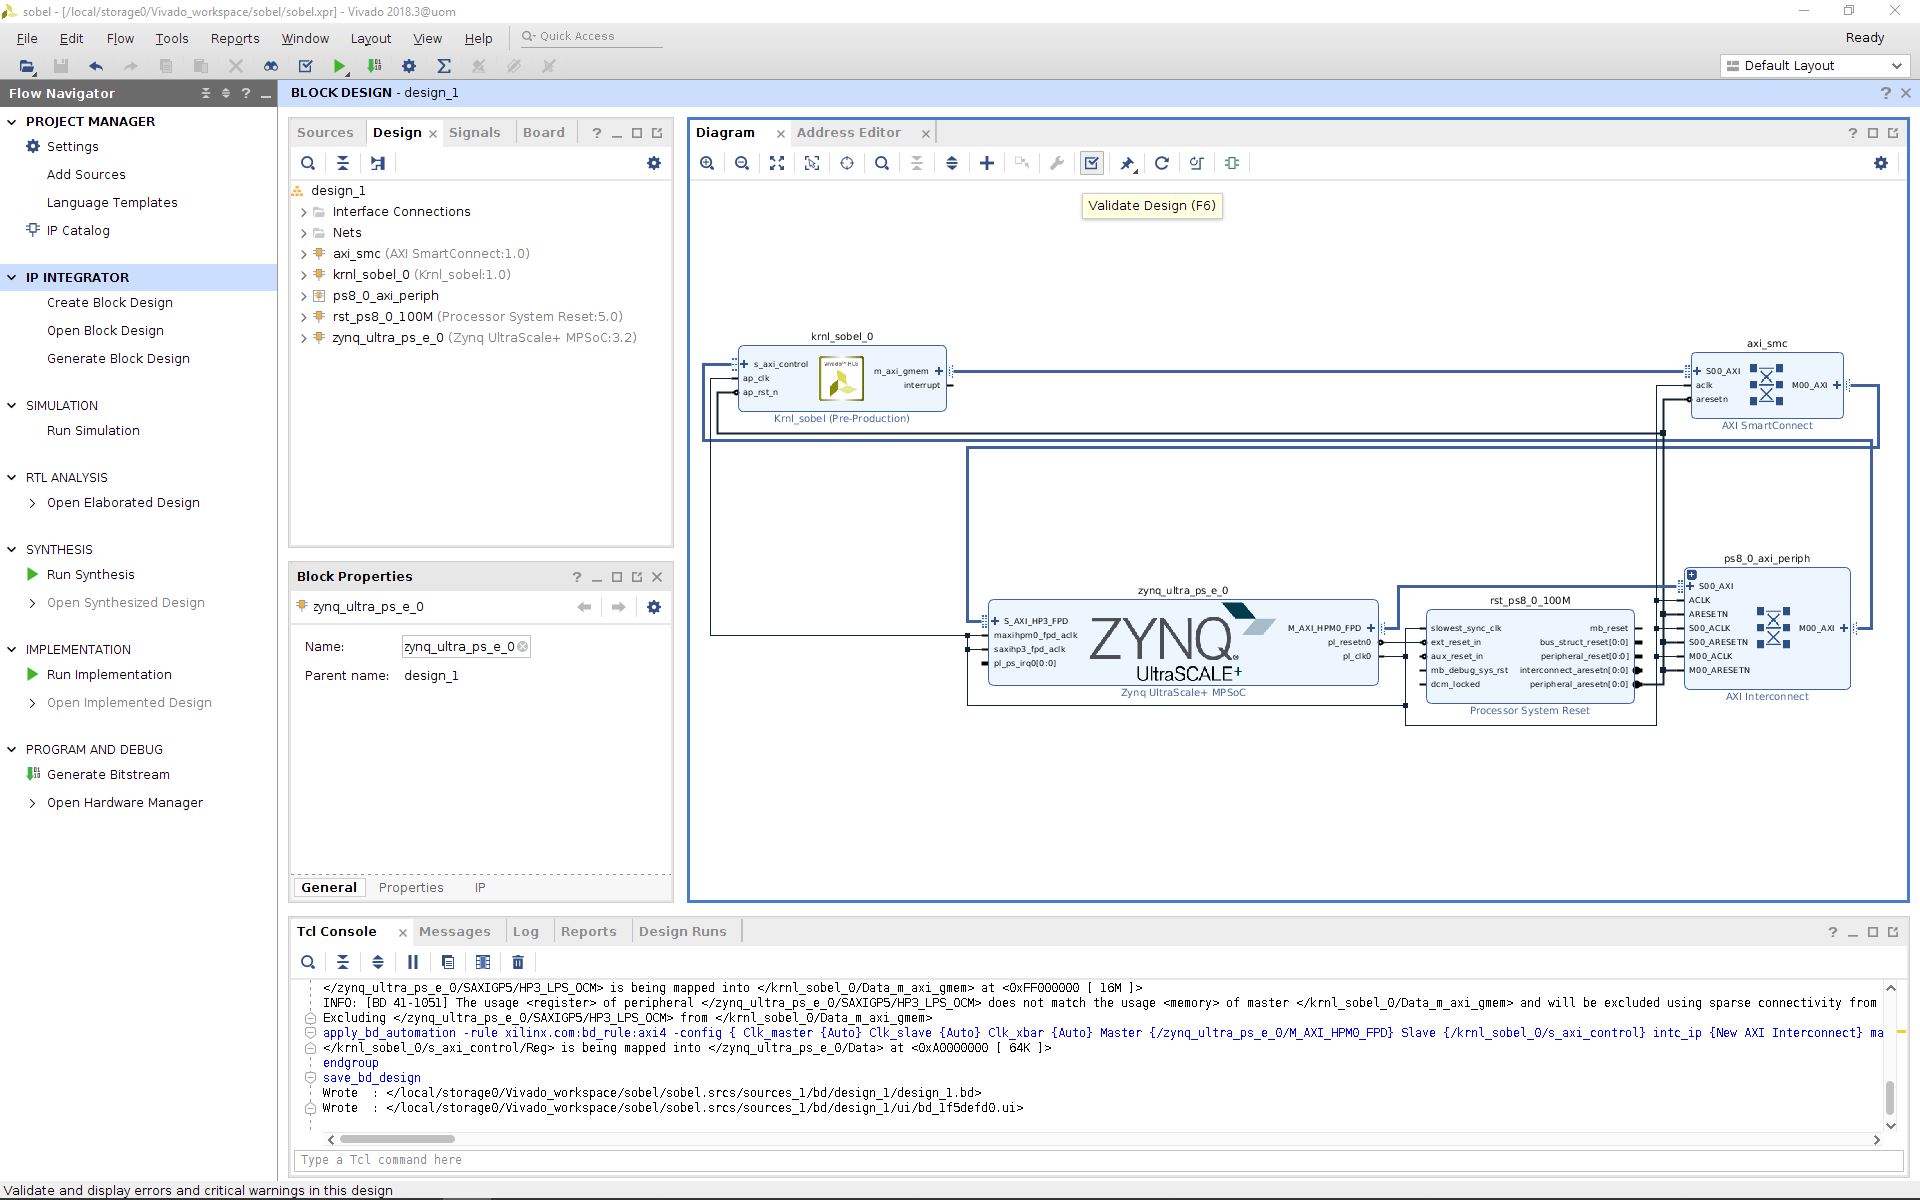 sobel - [/local/storage0/Vivado_workspace/sobel/sobel.xpr] - Vivado 2018.3@uom
File Edit Flow Tools Reports Window Layout View Help Quick Access Ready
Default Layout
Flow Navigator
PROJECT MANAGER
Settings
Add Sources
Language Templates
IP Catalog
IP INTEGRATOR
Create Block Design
Open Block Design
Generate Block Design
SIMULATION
Run Simulation
RTL ANALYSIS
Open Elaborated Design
SYNTHESIS
Run Synthesis
Open Synthesized Design
IMPLEMENTATION
Run Implementation
Open Implemented Design
PROGRAM AND DEBUG
Generate Bitstream
Open Hardware Manager
BLOCK DESIGN - design_1
Sources Design Signals Board
design_1
Interface Connections
Nets
axi_smc (AXI SmartConnect:1.0)
krnl_sobel_0 (Krnl_sobel:1.0)
ps8_0_axi_periph
rst_ps8_0_100M (Processor System Reset:5.0)
zynq_ultra_ps_e_0 (Zynq UltraScale+ MPSoC:3.2)
Block Properties
zynq_ultra_ps_e_0
Name: zynq_ultra_ps_e_0
Parent name: design_1
General Properties IP
Diagram Address Editor
Validate Design (F6)
krnl_sobel_0
s_axi_control
ap_clk
ap_rst_n
m_axi_gmem
interrupt
Krnl_sobel (Pre-Production)
axi_smc
S00_AXI
aclk
aresetn
M00_AXI
AXI SmartConnect
zynq_ultra_ps_e_0
S_AXI_HP3_FPD
maxihpm0_fpd_aclk
saxihp3_fpd_aclk
pl_ps_irq0[0:0]
ZYNQ
UltraSCALE+
M_AXI_HPM0_FPD
pl_resetn0
pl_clk0
Zynq UltraScale+ MPSoC
rst_ps8_0_100M
slowest_sync_clk
ext_reset_in
aux_reset_in
mb_debug_sys_rst
dcm_locked
mb_reset
bus_struct_reset[0:0]
peripheral_reset[0:0]
interconnect_aresetn[0:0]
peripheral_aresetn[0:0]
Processor System Reset
ps8_0_axi_periph
S00_AXI
ACLK
ARESETN
S00_ACLK
S00_ARESETN
M00_ACLK
M00_ARESETN
M00_AXI
AXI Interconnect
Tcl Console Messages Log Reports Design Runs
</zynq_ultra_ps_e_0/SAXIGP5/HP3_LPS_OCM> is being mapped into </krnl_sobel_0/Data_m_axi_gmem> at <0xFF000000 [ 16M ]>
INFO: [BD 41-1051] The usage <register> of peripheral </zynq_ultra_ps_e_0/SAXIGP5/HP3_LPS_OCM> does not match the usage <memory> of master </krnl_sobel_0/Data_m_axi_gmem> and will be excluded using sparse connectivity from
Excluding </zynq_ultra_ps_e_0/SAXIGP5/HP3_LPS_OCM> from </krnl_sobel_0/Data_m_axi_gmem>
apply_bd_automation -rule xilinx.com:bd_rule:axi4 -config { Clk_master {Auto} Clk_slave {Auto} Clk_xbar {Auto} Master {/zynq_ultra_ps_e_0/M_AXI_HPM0_FPD} Slave {/krnl_sobel_0/s_axi_control} intc_ip {New AXI Interconnect} ma
</krnl_sobel_0/s_axi_control/Reg> is being mapped into </zynq_ultra_ps_e_0/Data> at <0xA0000000 [ 64K ]>
endgroup
save_bd_design
Wrote  : </local/storage0/Vivado_workspace/sobel/sobel.srcs/sources_1/bd/design_1/design_1.bd>
Wrote  : </local/storage0/Vivado_workspace/sobel/sobel.srcs/sources_1/bd/design_1/ui/bd_1f5defd0.ui>
Type a Tcl command here
Validate and display errors and critical warnings in this design